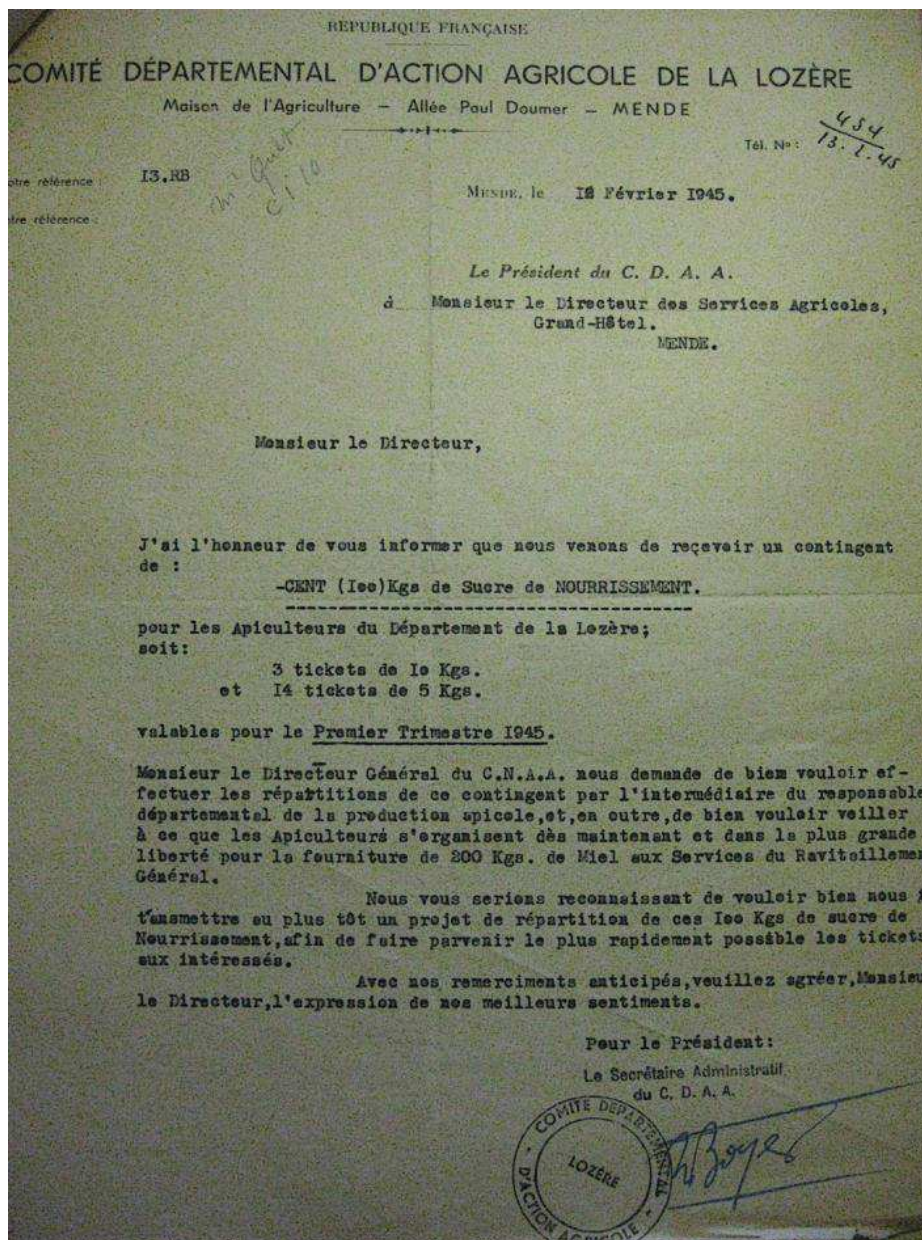 REPUBLIQUE FRANÇAISE
COMITÉ DÉPARTEMENTAL D'ACTION AGRICOLE DE LA LOZÈRE
Maison de l'Agriculture — Allée Paul Doumer — MENDE
Tél. No :
454
13.2.45
otre référence : I3.RB
MENDE, le 12 Février I945.
tre référence :
Le Président du C. D. A. A.
à Monsieur le Directeur des Services Agricoles,
Grand-Hôtel.
MENDE.
Monsieur le Directeur,
J'ai l'honneur de vous informer que nous venons de reçevoir un contingent
de :
-CENT (Ioo)Kgs de Sucre de NOURRISSEMENT.
pour les Apiculteurs du Département de la Lozère;
soit:
3 tickets de Io Kgs.
et I4 tickets de 5 Kgs.
valables pour le Premier Trimestre I945.
Monsieur le Directeur Général du C.N.A.A. nous demande de bien vouloir ef-
fectuer les répartitions de ce contingent par l'intermédiaire du responsable
départemental de la production apicole,et,en outre,de bien vouloir veiller
à ce que les Apiculteurs s'organisent dès maintenant et dans la plus grande
liberté pour la fourniture de 200 Kgs. de Miel aux Services du Ravitaillemen
Général.
Nous vous serions reconnaissant de vouloir bien nous
transmettre au plus tôt un projet de répartition de ces Ioo Kgs de sucre de
Nourrissement,afin de faire parvenir le plus rapidement possible les tickets
aux intéressés.
Avec nos remerciments anticipés,veuillez agréer,Monsieu
le Directeur,l'expression de nos meilleurs sentiments.
Pour le Président:
Le Secrétaire Administratif
du C. D. A. A.
COMITÉ DÉPARTEMENTAL
LOZÈRE
D'ACTION AGRICOLE
Boyer